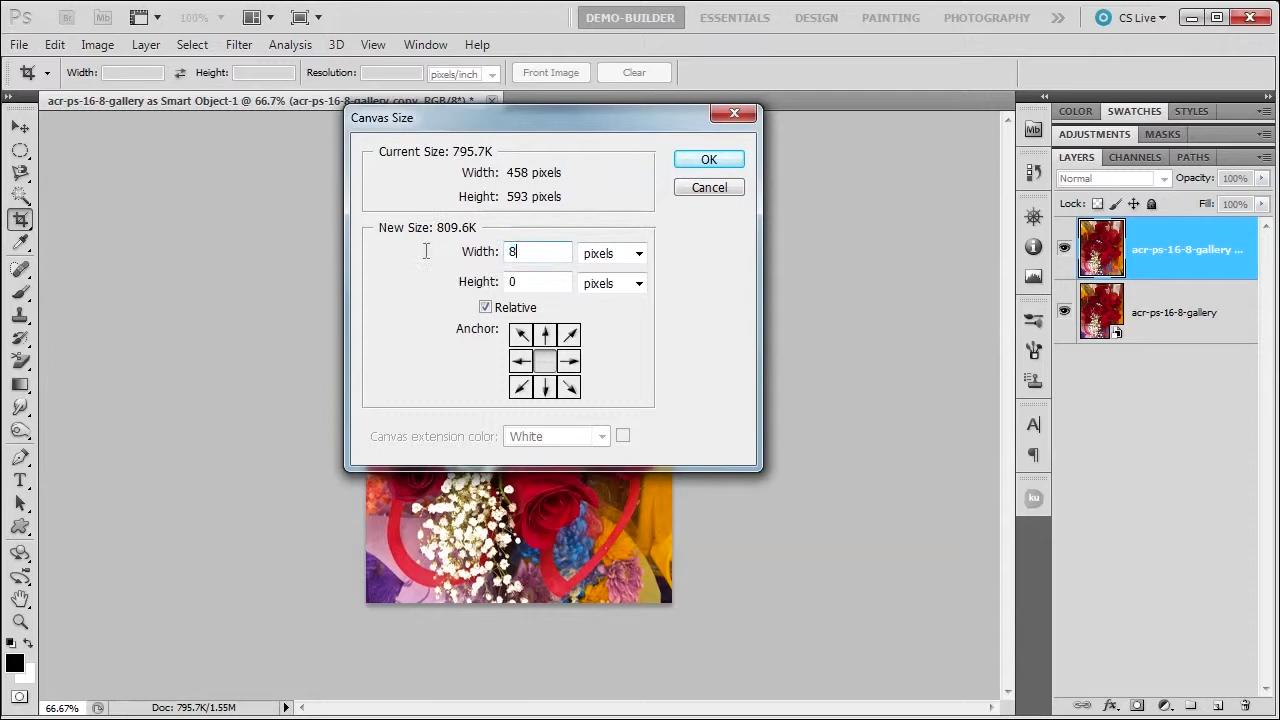 Ps Br Mb 100% DEMO-BUILDER ESSENTIALS DESIGN PAINTING PHOTOGRAPHY CS Live
File Edit Image Layer Select Filter Analysis 3D View Window Help
Width: Height: Resolution: pixels/inch Front Image Clear
acr-ps-16-8-gallery as Smart Object-1 @ 66.7% (acr-ps-16-8-gallery copy, RGB/8*) *
Canvas Size
Current Size: 795.7K
Width: 458 pixels
Height: 593 pixels
OK
Cancel
New Size: 809.6K
Width: 8 pixels
Height: 0 pixels
Relative
Anchor:
Canvas extension color: White
COLOR SWATCHES STYLES
ADJUSTMENTS MASKS
LAYERS CHANNELS PATHS
Normal Opacity: 100%
Lock: Fill: 100%
acr-ps-16-8-gallery ...
acr-ps-16-8-gallery
Mb
A
ku
T
fx
66.67% Doc: 795.7K/1.55M